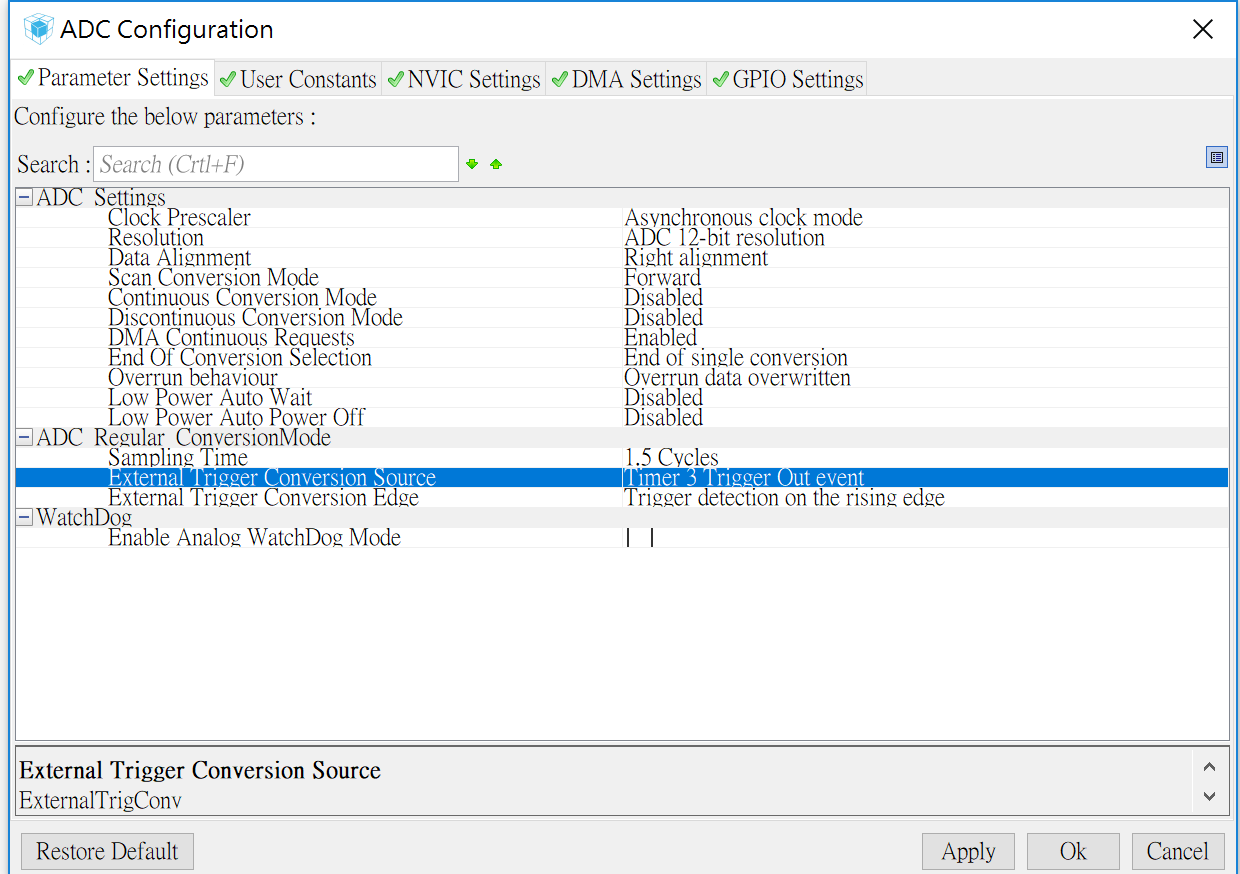 ADC Configuration
Parameter Settings User Constants NVIC Settings DMA Settings GPIO Settings
Configure the below parameters :
Search : Search (Crtl+F)
ADC_Settings
Clock Prescaler Asynchronous clock mode
Resolution ADC 12-bit resolution
Data Alignment Right alignment
Scan Conversion Mode Forward
Continuous Conversion Mode Disabled
Discontinuous Conversion Mode Disabled
DMA Continuous Requests Enabled
End Of Conversion Selection End of single conversion
Overrun behaviour Overrun data overwritten
Low Power Auto Wait Disabled
Low Power Auto Power Off Disabled
ADC_Regular_ConversionMode
Sampling Time 1.5 Cycles
External Trigger Conversion Source Timer 3 Trigger Out event
External Trigger Conversion Edge Trigger detection on the rising edge
WatchDog
Enable Analog WatchDog Mode
External Trigger Conversion Source
ExternalTrigConv
Restore Default Apply Ok Cancel